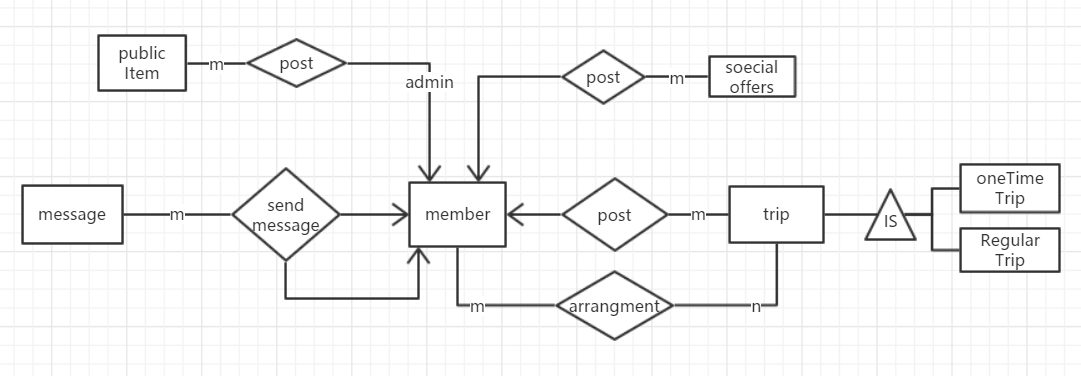 public
Item
m
post
admin
post
m
soecial
offers
message
m
send
message
member
post
m
trip
IS
oneTime
Trip
Regular
Trip
m
arrangment
n